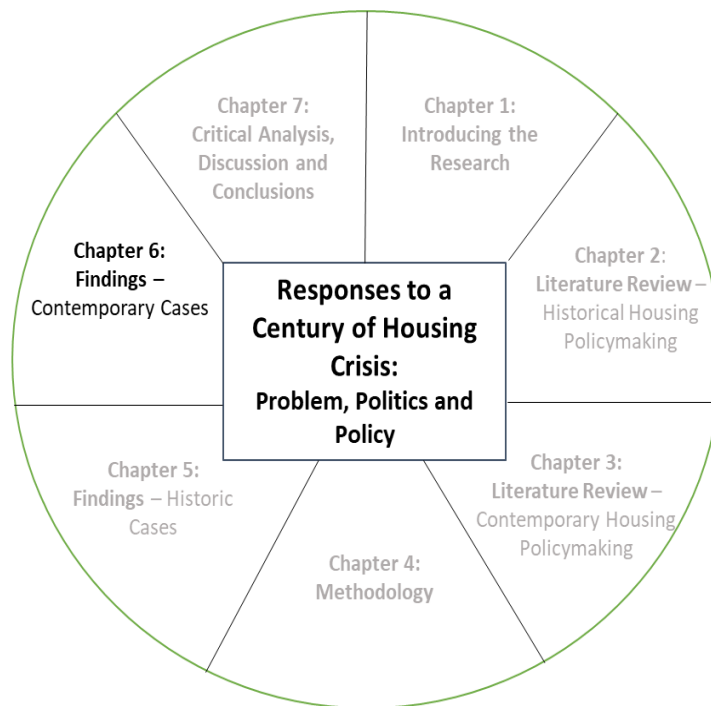 Chapter 7:
Critical Analysis,
Discussion and
Conclusions
Chapter 1:
Introducing the
Research
Chapter 6:
Findings –
Contemporary Cases
Responses to a
Century of Housing
Crisis:
Problem, Politics and
Policy
Chapter 2:
Literature Review –
Historical Housing
Policymaking
Chapter 5:
Findings – Historic
Cases
Chapter 4:
Methodology
Chapter 3:
Literature Review –
Contemporary Housing
Policymaking